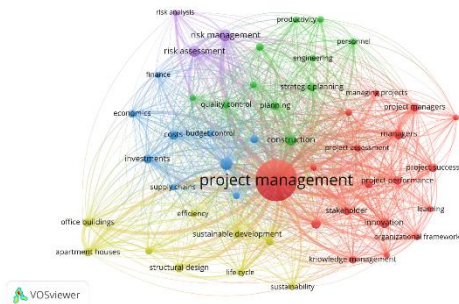 risk analysis
productivity
risk management
personnel
risk assessment
engineering
finance
strategic planning
managing projects
quality control
planning
project managers
economics
costs
budget control
construction
managers
project assessment
investments
project success
project management
project performance
supply chains
office buildings
efficiency
stakeholder
learning
innovation
sustainable development
organizational framework
apartment houses
knowledge management
structural design
life cycle
sustainability
VOSviewer